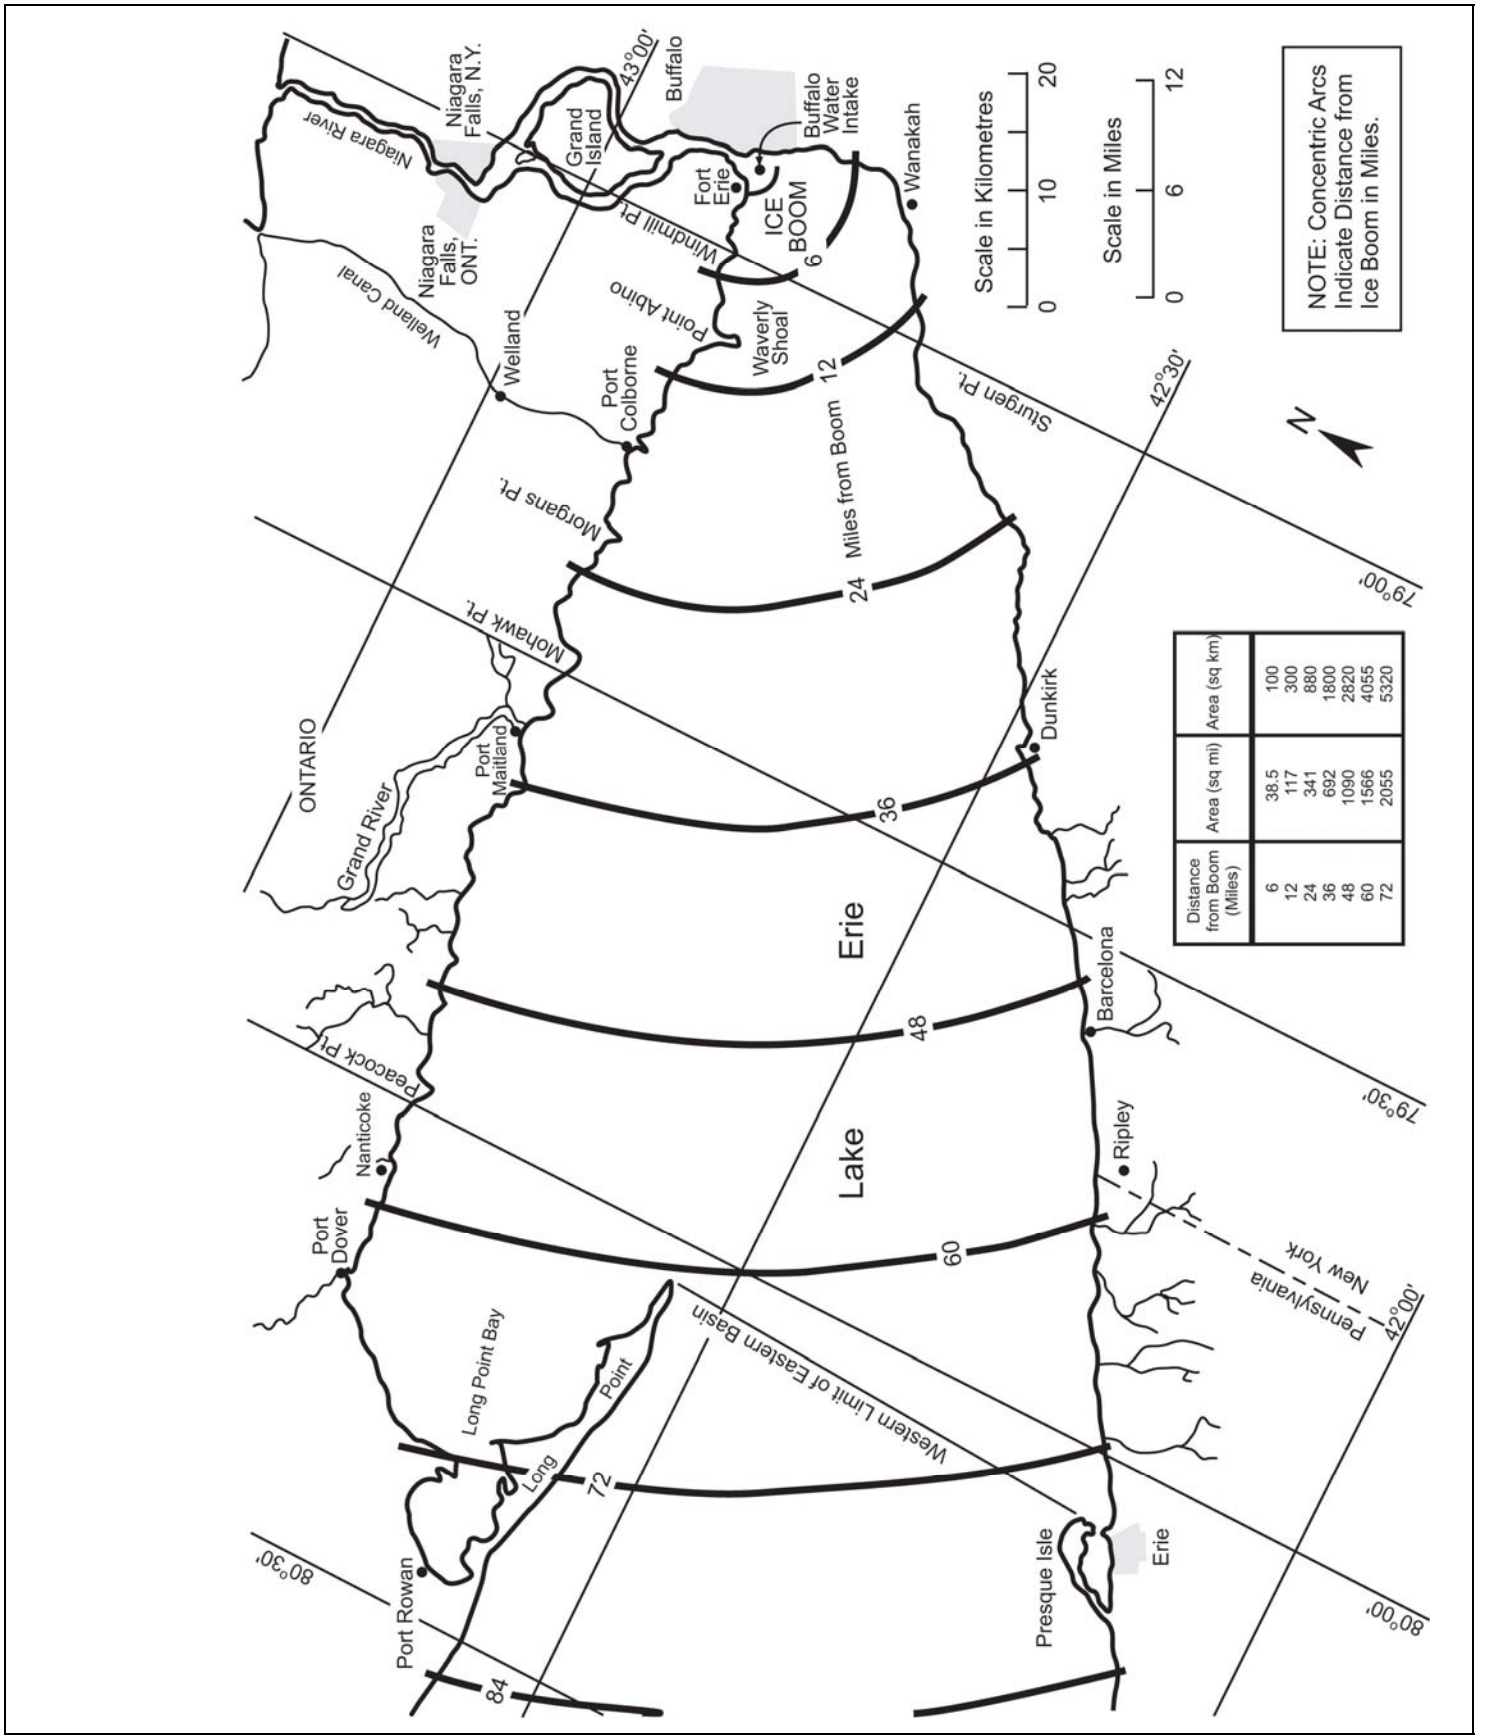 Niagara River
Niagara
Falls, N.Y.
Grand
Island
43°00'
Buffalo
Buffalo
Water
Intake
Wanakah
Fort
Erie
ICE
BOOM
6
Windmill Pt.
Niagara
Falls,
ONT.
Welland Canal
Welland
Point Abino
Waverly
Shoal
Port
Colborne
12
Sturgen Pt.
42°30'
Morgans Pt.
Miles from Boom
24
79°00'
Mohawk Pt.
ONTARIO
Port
Maitland
Dunkirk
Grand River
36
Lake Erie
Barcelona
48
79°30'
Peacock Pt.
Nanticoke
Ripley
Port
Dover
60
New York
Pennsylvania
42°00'
Long Point Bay
Long Point
Western Limit of Eastern Basin
72
80°30'
Port Rowan
Presque Isle
Erie
80°00'
84
Scale in Kilometres
0 10 20
Scale in Miles
0 6 12
NOTE: Concentric Arcs
Indicate Distance from
Ice Boom in Miles.
N
Distance
from Boom
(Miles)
Area (sq mi)
Area (sq km)
6 38.5 100
12 117 300
24 341 880
36 692 1800
48 1090 2820
60 1566 4055
72 2055 5320